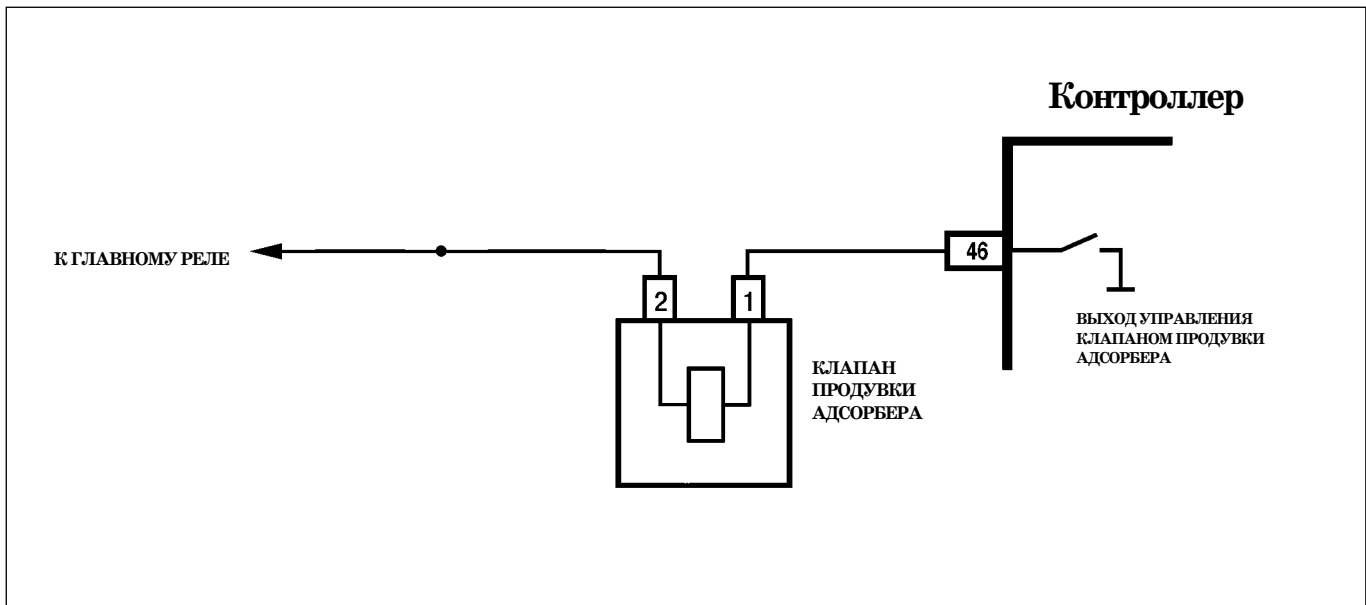 Контроллер
К ГЛАВНОМУ РЕЛЕ
46
2
1
ВЫХОД УПРАВЛЕНИЯ
КЛАПАНОМ ПРОДУВКИ
АДСОРБЕРА
КЛАПАН
ПРОДУВКИ
АДСОРБЕРА